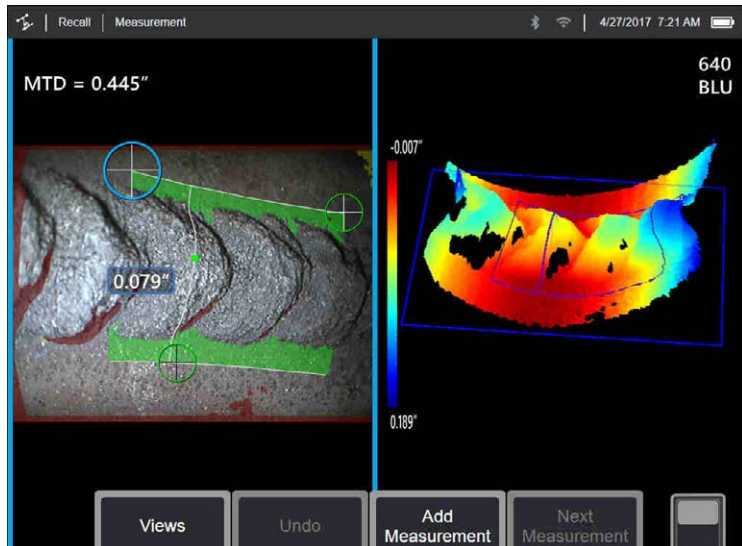 Recall | Measurement
4/27/2017 7:21 AM
MTD = 0.445"
640
BLU
-0.007"
0.079"
0.189"
Views
Undo
Add
Measurement
Next
Measurement